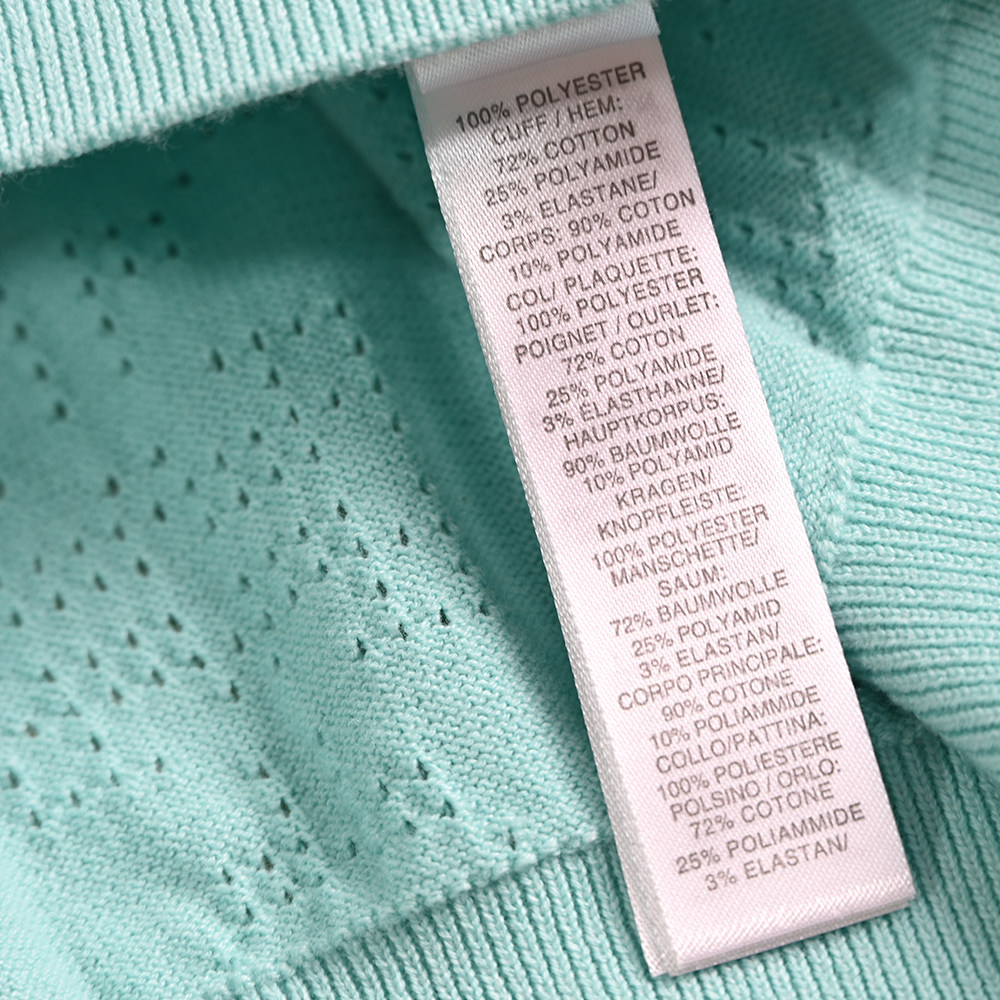 100% POLYESTER
CUFF / HEM:
72% COTTON
25% POLYAMIDE
3% ELASTANE/
CORPS: 90% COTON
10% POLYAMIDE
COL/ PLAQUETTE:
100% POLYESTER
POIGNET / OURLET:
72% COTON
25% POLYAMIDE
3% ELASTHANNE/
HAUPTKORPUS:
90% BAUMWOLLE
10% POLYAMID
KRAGEN/
KNOPFLEISTE:
100% POLYESTER
MANSCHETTE/
SAUM:
72% BAUMWOLLE
25% POLYAMID
3% ELASTAN/
CORPO PRINCIPALE:
90% COTONE
10% POLIAMMIDE
COLLO/PATTINA:
100% POLIESTERE
POLSINO / ORLO:
72% COTONE
25% POLIAMMIDE
3% ELASTAN/